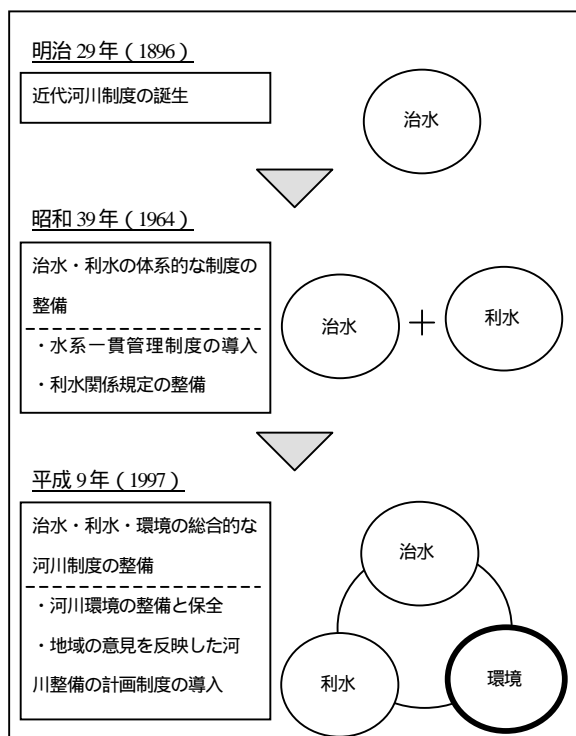 明治 29 年 ( 1896)
近代河川制度の誕生
治水
昭和 39 年 ( 1964)
治水・利水の体系的な制度の
整備
・水系一貫管理制度の導入
・利水関係規定の整備
治水
+
利水
平成 9 年 ( 1997)
治水・利水・環境の総合的な
河川制度の整備
・河川環境の整備と保全
・地域の意見を反映した河
川整備の計画制度の導入
治水
利水
環境